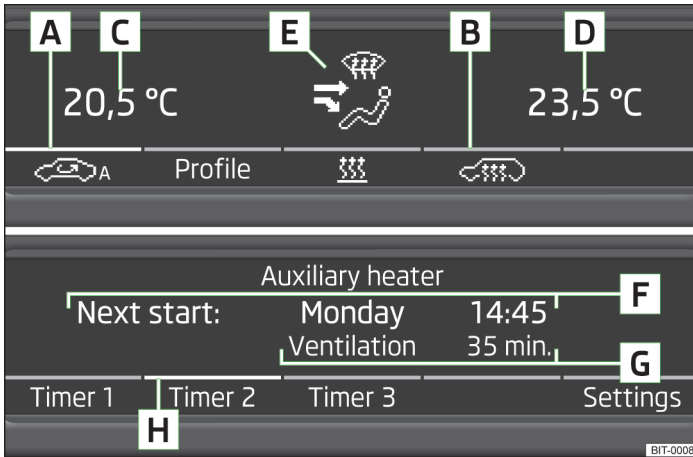 A C E B D
20,5 °C 23,5 °C
A Profile
Auxiliary heater
F
Next start: Monday 14:45
Ventilation 35 min.
G
Timer 1 Timer 2 Timer 3 Settings
H
BIT-0008